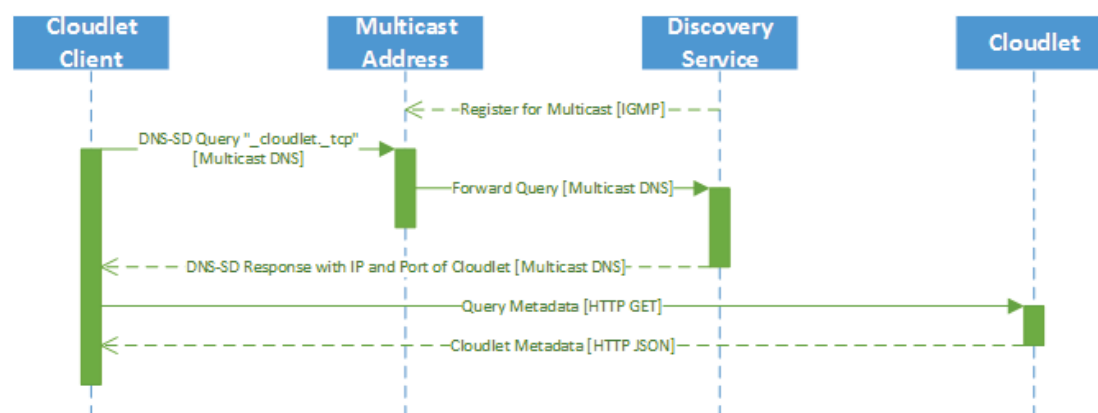 Cloudlet
Client
Multicast
Address
Discovery
Service
Cloudlet
Register for Multicast [IGMP]
DNS-SD Query "_cloudlet._tcp"
[Multicast DNS]
Forward Query [Multicast DNS]
DNS-SD Response with IP and Port of Cloudlet [Multicast DNS]
Query Metadata [HTTP GET]
Cloudlet Metadata [HTTP JSON]